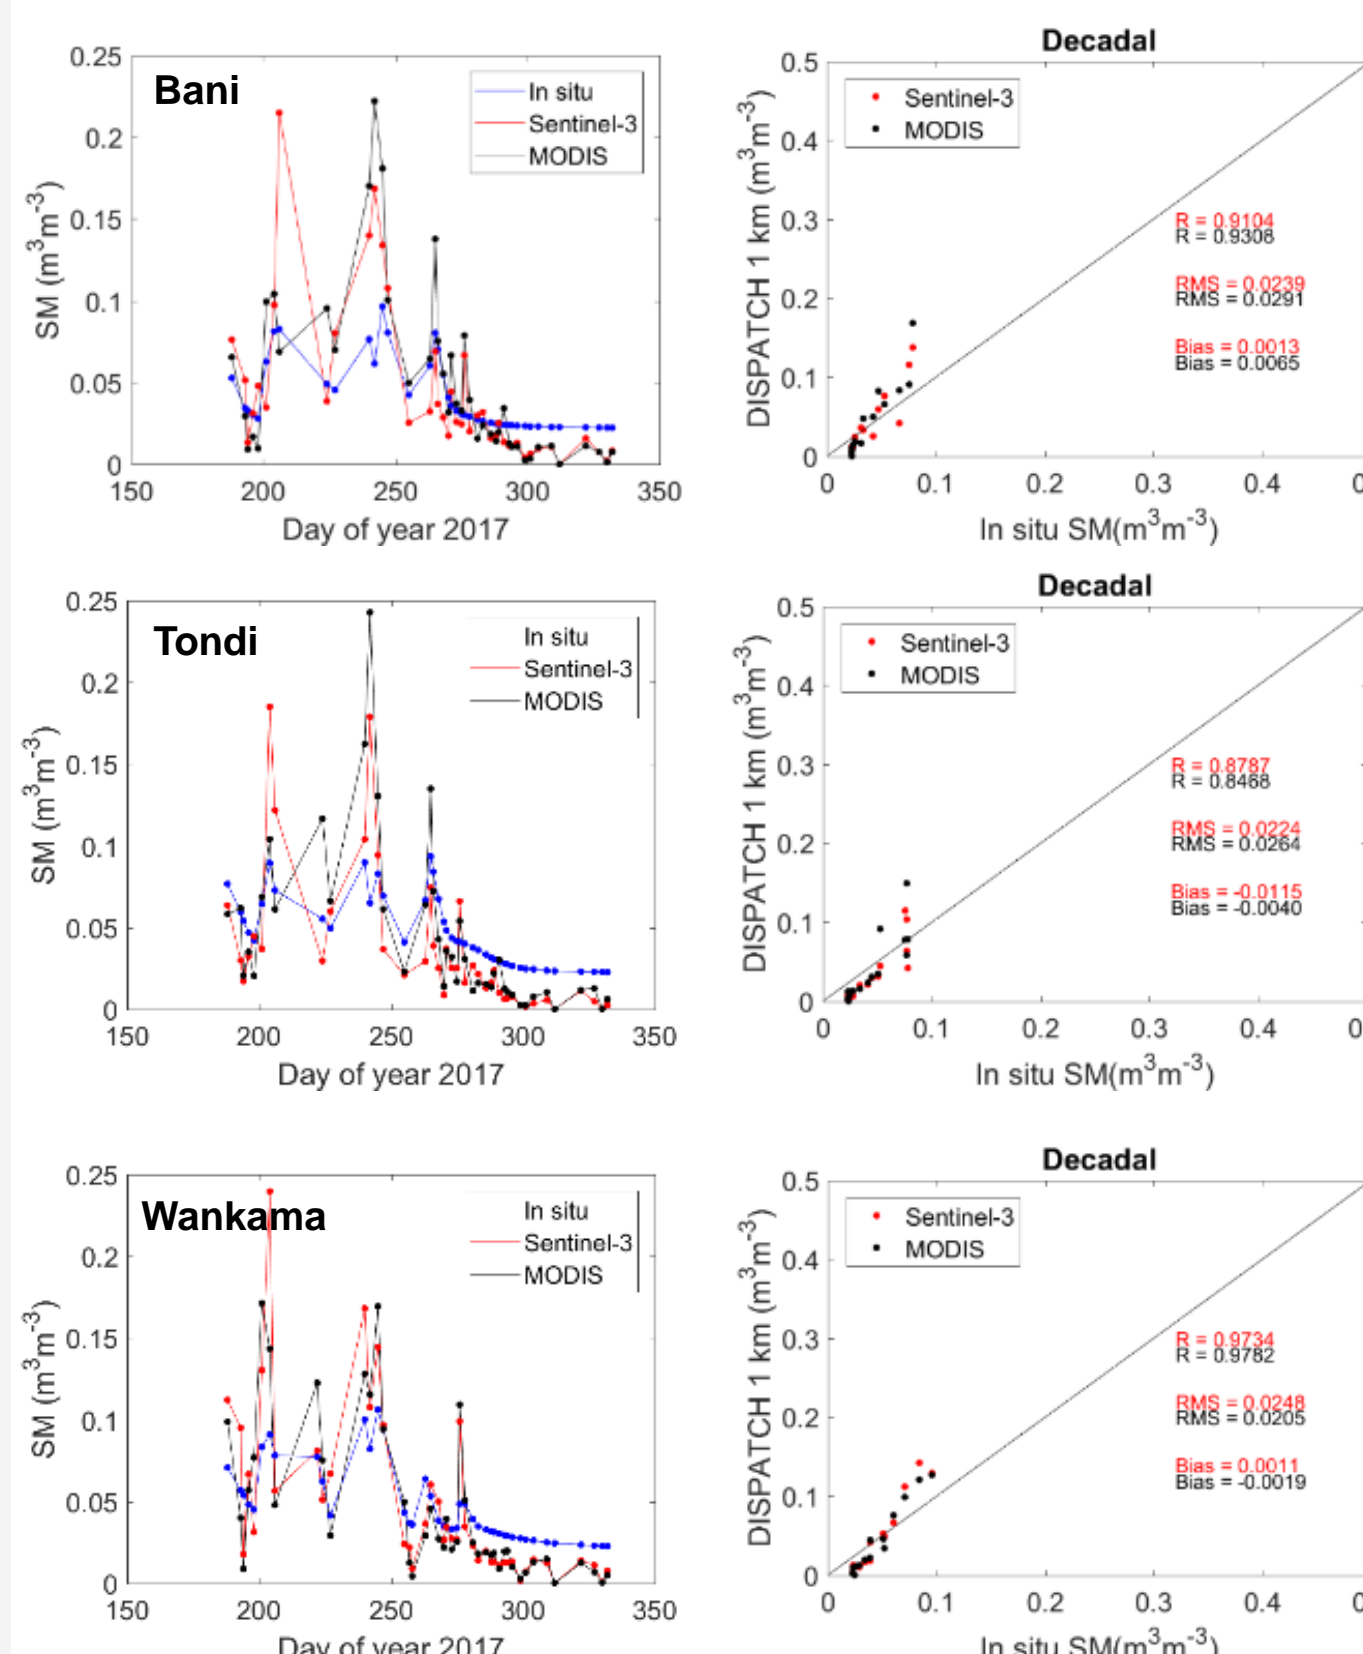 Bani
In situ
Sentinel-3
MODIS
0.25
0.2
0.15
0.1
0.05
0
SM (m³m⁻³)
150 200 250 300 350
Day of year 2017
Decadal
Sentinel-3
MODIS
0.5
0.4
0.3
0.2
0.1
0
DISPATCH 1 km (m³m⁻³)
R = 0.9104
R = 0.9308
RMS = 0.0239
RMS = 0.0291
Bias = 0.0013
Bias = 0.0065
0 0.1 0.2 0.3 0.4
In situ SM(m³m⁻³)
Tondi
In situ
Sentinel-3
MODIS
0.25
0.2
0.15
0.1
0.05
0
SM (m³m⁻³)
150 200 250 300 350
Day of year 2017
Decadal
Sentinel-3
MODIS
0.5
0.4
0.3
0.2
0.1
0
DISPATCH 1 km (m³m⁻³)
R = 0.8787
R = 0.8468
RMS = 0.0224
RMS = 0.0264
Bias = -0.0115
Bias = -0.0040
0 0.1 0.2 0.3 0.4
In situ SM(m³m⁻³)
Wankama
In situ
Sentinel-3
MODIS
0.25
0.2
0.15
0.1
0.05
0
SM (m³m⁻³)
150 200 250 300 350
Day of year 2017
Decadal
Sentinel-3
MODIS
0.5
0.4
0.3
0.2
0.1
0
DISPATCH 1 km (m³m⁻³)
R = 0.9734
R = 0.9782
RMS = 0.0248
RMS = 0.0205
Bias = 0.0011
Bias = -0.0019
0 0.1 0.2 0.3 0.4
In situ SM(m³m⁻³)